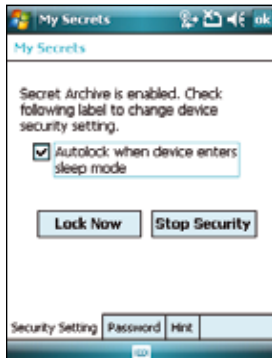 My Secrets
ok
My Secrets
Secret Archive is enabled. Check
following label to change device
security setting.
Autolock when device enters
sleep mode
Lock Now
Stop Security
Security Setting
Password
Hint